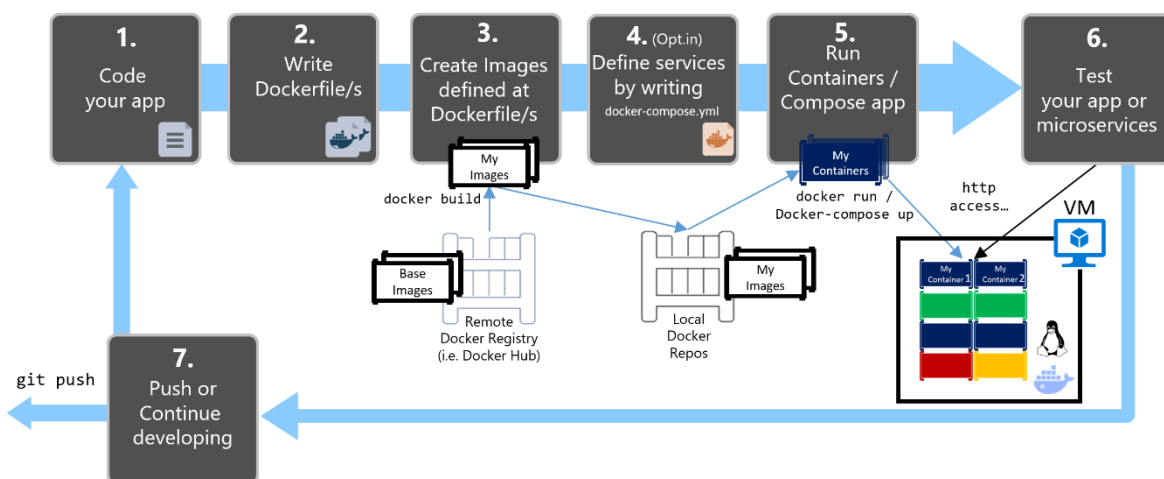 1.
Code
your app
2.
Write
Dockerfile/s
3.
Create Images
defined at
Dockerfile/s
My
Images
4. (Opt.in)
Define services
by writing
docker-compose.yml
5.
Run
Containers /
Compose app
My
Containers
6.
Test
your app or
microservices
docker build
docker run /
Docker-compose up
http
access…
VM
Base
Images
Remote
Docker Registry
(i.e. Docker Hub)
My
Images
Local
Docker
Repos
My
Container 1
My
Container 2
7.
Push or
Continue
developing
git push